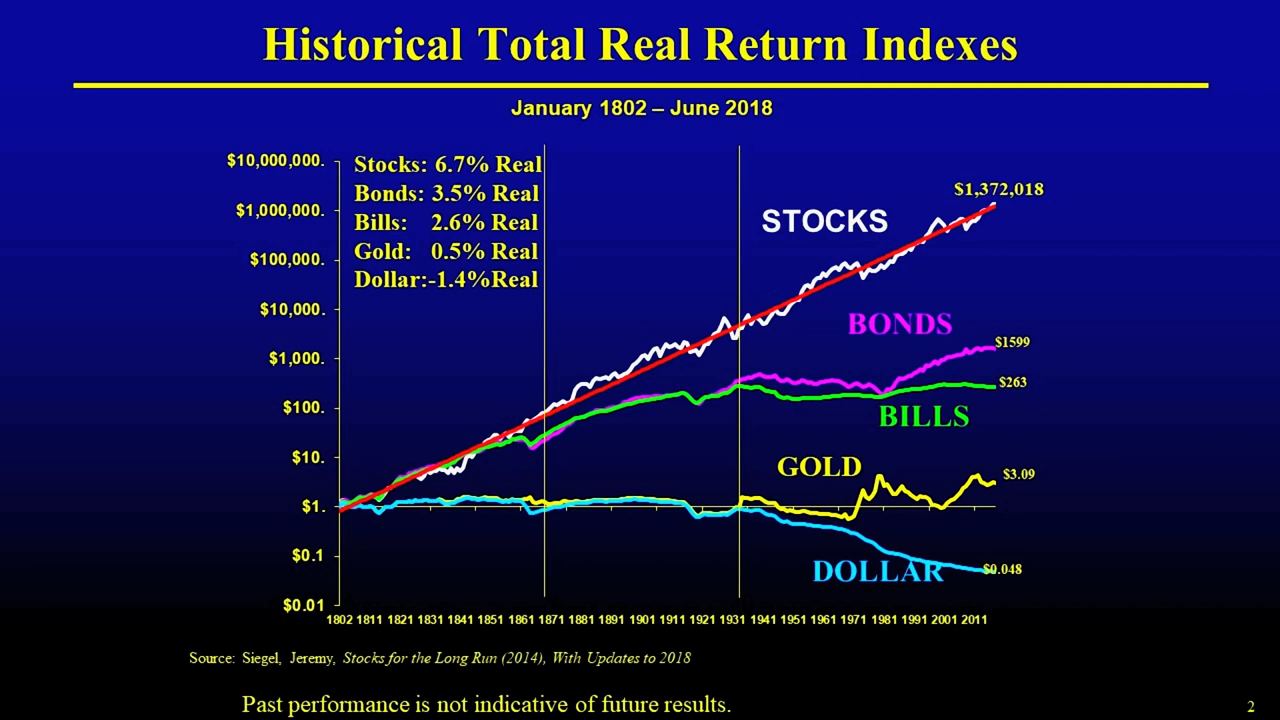 Historical Total Real Return Indexes
January 1802 – June 2018
$10,000,000.
$1,000,000.
$100,000.
$10,000.
$1,000.
$100.
$10.
$1.
$0.1
$0.01
Stocks: 6.7% Real
Bonds: 3.5% Real
Bills: 2.6% Real
Gold: 0.5% Real
Dollar:-1.4%Real
$1,372,018
STOCKS
BONDS
$1599
$263
BILLS
GOLD
$3.09
DOLLAR
$0.048
1802 1811 1821 1831 1841 1851 1861 1871 1881 1891 1901 1911 1921 1931 1941 1951 1961 1971 1981 1991 2001 2011
Source: Siegel, Jeremy, Stocks for the Long Run (2014), With Updates to 2018
Past performance is not indicative of future results.
2